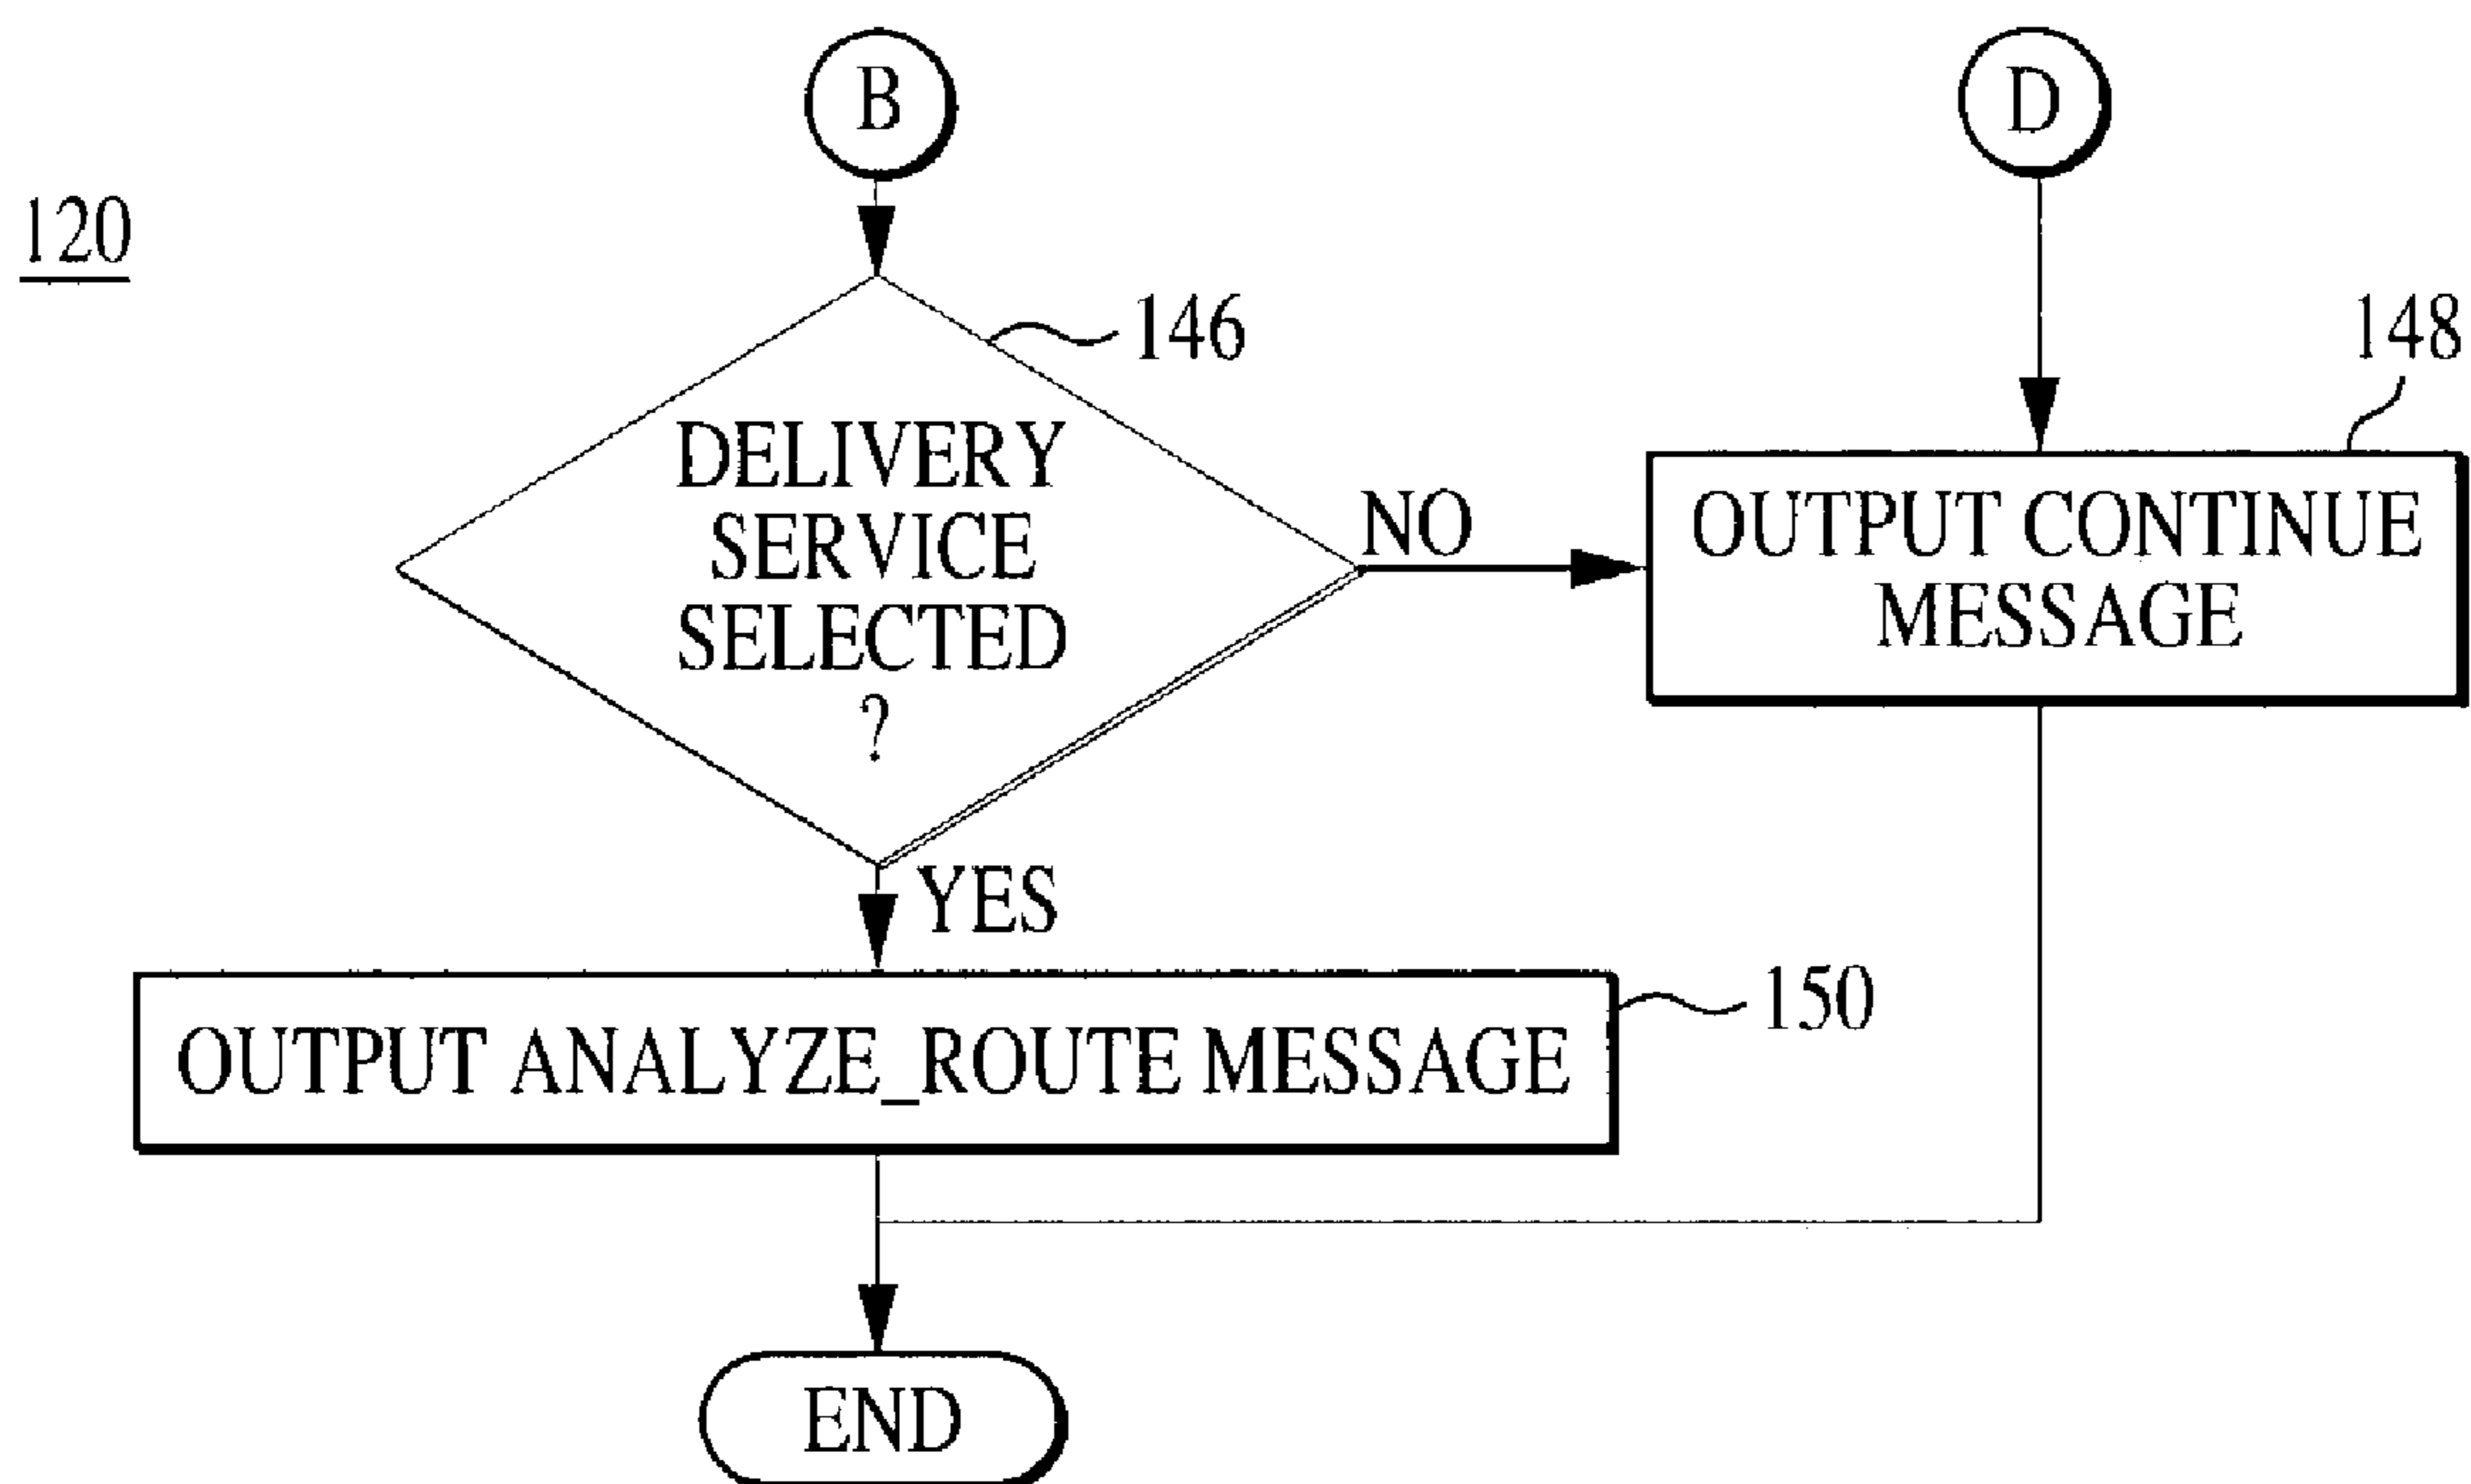 B
D
120
146
148
DELIVERY
SERVICE
SELECTED
?
NO
OUTPUT CONTINUE
MESSAGE
YES
150
OUTPUT ANALYZE_ROUTE MESSAGE
END